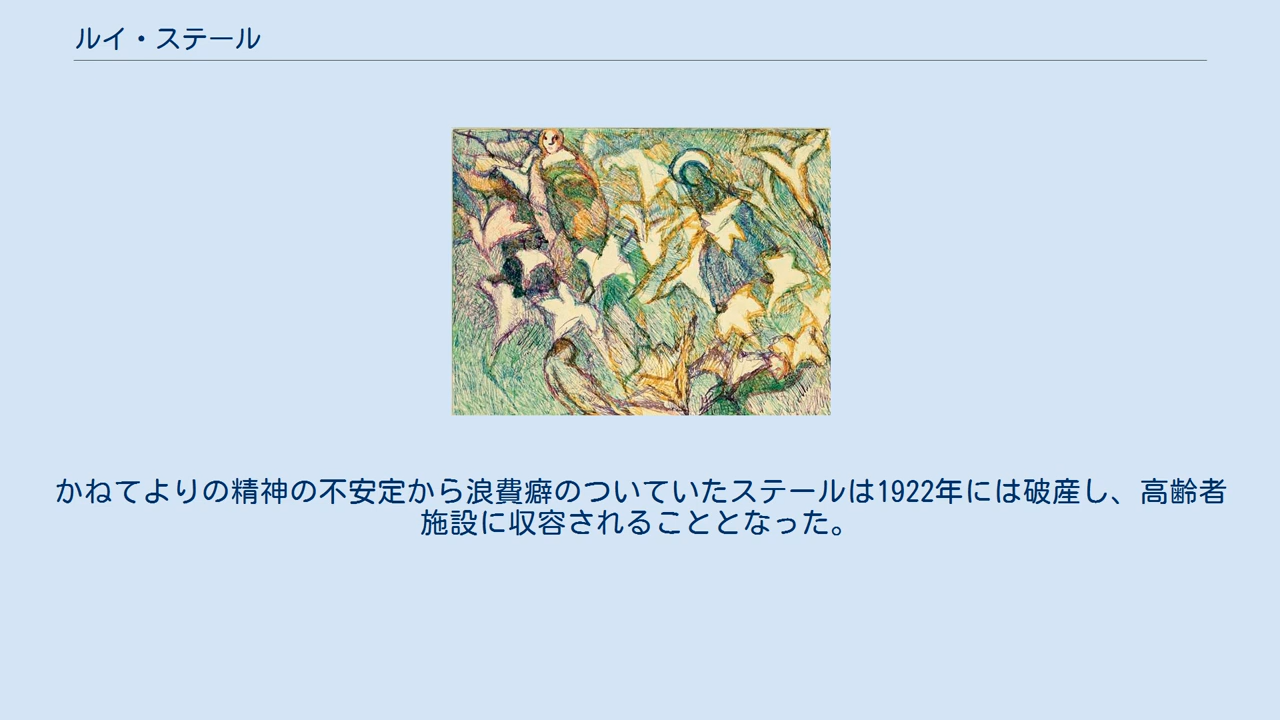 ルイ・ステール
かねてよりの精神の不安定から浪費癖のついていたステールは1922年には破産し、高齢者
施設に収容されることとなった。